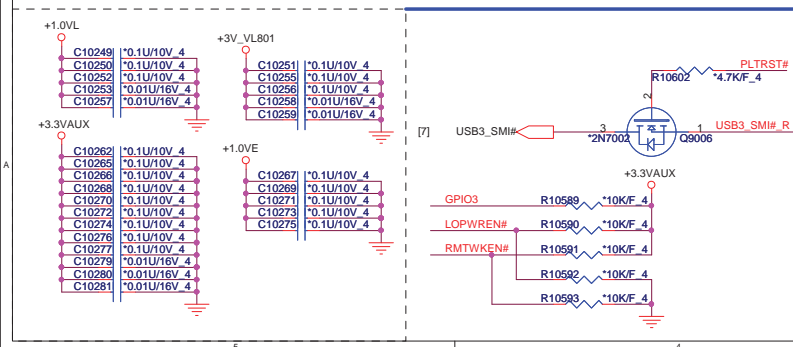 +1.0VL
C10249 *0.1U/10V_4
C10250 *0.1U/10V_4
C10252 *0.1U/10V_4
C10253 *0.01U/16V_4
C10257 *0.01U/16V_4
+3V_VL801
C10251 *0.1U/10V_4
C10255 *0.1U/10V_4
C10256 *0.1U/10V_4
C10258 *0.01U/16V_4
C10259 *0.01U/16V_4
+3.3VAUX
C10262 *0.1U/10V_4
C10265 *0.1U/10V_4
C10266 *0.1U/10V_4
C10268 *0.1U/10V_4
C10270 *0.1U/10V_4
C10272 *0.1U/10V_4
C10274 *0.1U/10V_4
C10276 *0.1U/10V_4
C10277 *0.1U/10V_4
C10279 *0.01U/16V_4
C10280 *0.01U/16V_4
C10281 *0.01U/16V_4
+1.0VE
C10267 *0.1U/10V_4
C10269 *0.1U/10V_4
C10271 *0.1U/10V_4
C10273 *0.1U/10V_4
C10275 *0.01U/16V_4
A
PLTRST#
R10602 *4.7K/F_4
2
[7] USB3_SMI# 3 1 USB3_SMI#_R
*2N7002 Q9006
+3.3VAUX
GPIO3 R10589 *10K/F_4
LOPWREN# R10590 *10K/F_4
RMTWKEN# R10591 *10K/F_4
R10592 *10K/F_4
R10593 *10K/F_4
5 4